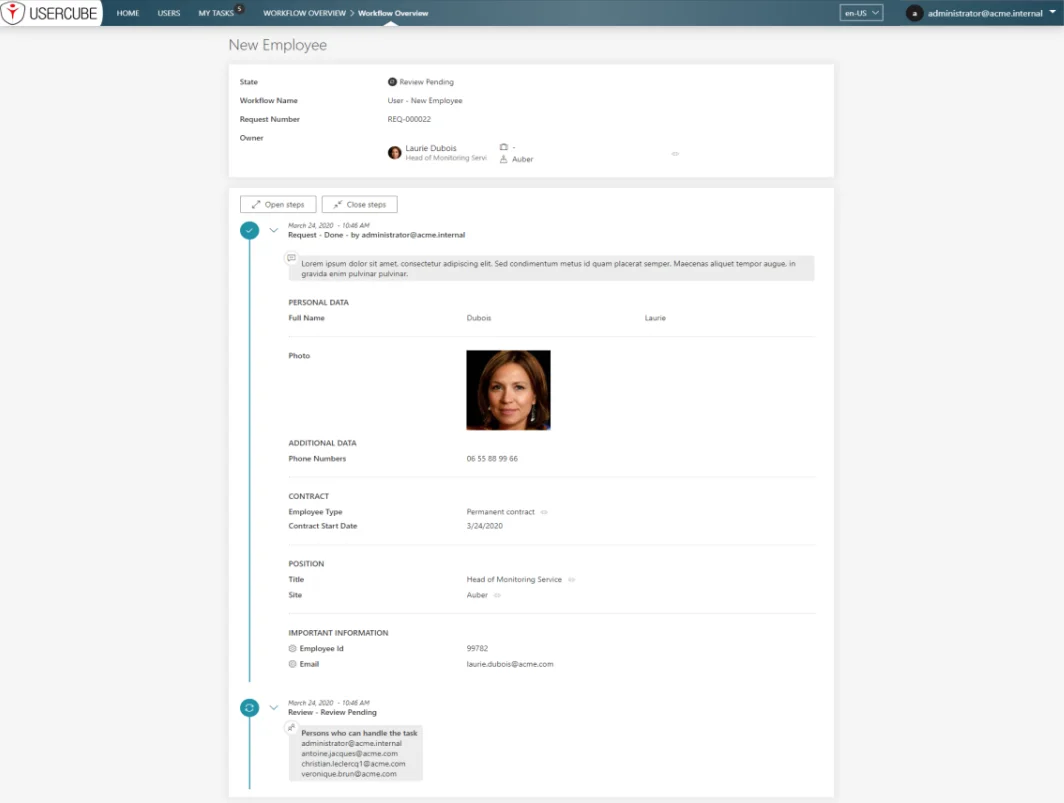 USERCUBE HOME USERS MY TASKS 5 WORKFLOW OVERVIEW > Workflow Overview en-US a administrator@acme.internal
New Employee
State Review Pending
Workflow Name User - New Employee
Request Number REQ-000022
Owner
Laurie Dubois -
Head of Monitoring Servi Auber
Open steps Close steps
March 24, 2020 - 10:46 AM
Request - Done - by administrator@acme.internal
Lorem ipsum dolor sit amet, consectetur adipiscing elit. Sed condimentum metus id quam placerat semper. Maecenas aliquet tempor augue, in
gravida enim pulvinar pulvinar.
PERSONAL DATA
Full Name Dubois Laurie
Photo
ADDITIONAL DATA
Phone Numbers 06 55 88 99 66
CONTRACT
Employee Type Permanent contract
Contract Start Date 3/24/2020
POSITION
Title Head of Monitoring Service
Site Auber
IMPORTANT INFORMATION
Employee Id 99782
Email laurie.dubois@acme.com
March 24, 2020 - 10:46 AM
Review - Review Pending
Persons who can handle the task
administrator@acme.internal
antoine.jacques@acme.com
christian.leclercq1@acme.com
veronique.brun@acme.com